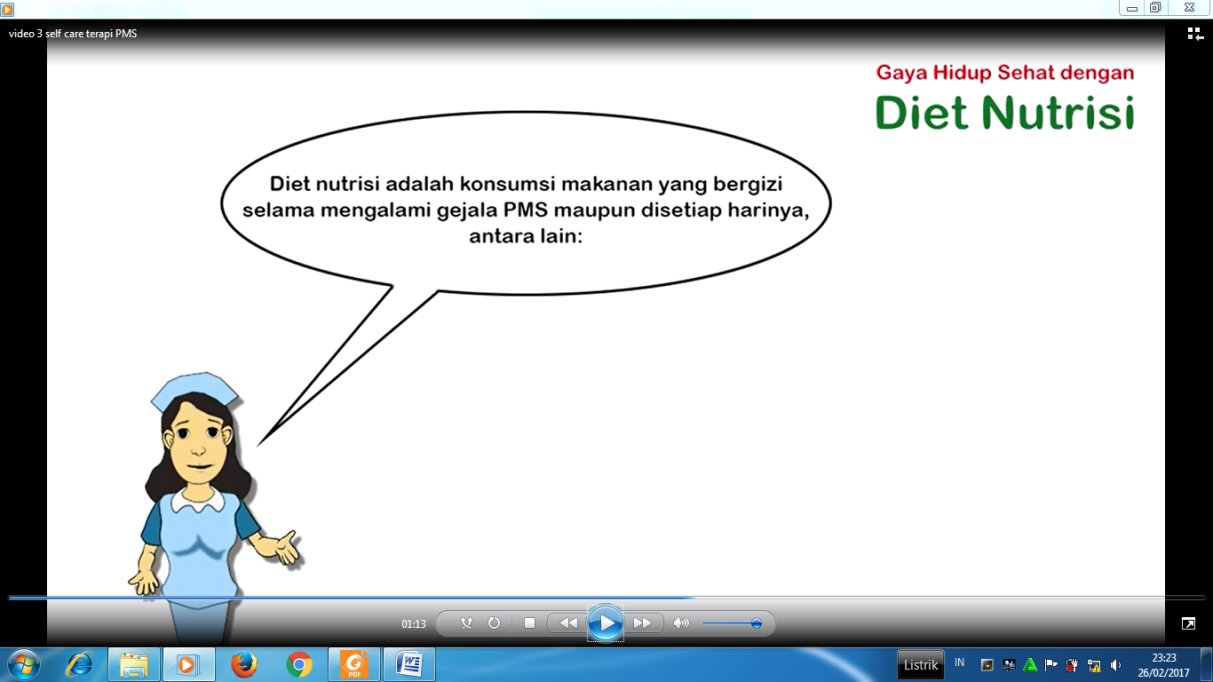 video 3 self care terapi PMS
Gaya Hidup Sehat dengan
Diet Nutrisi
Diet nutrisi adalah konsumsi makanan yang bergizi
selama mengalami gejala PMS maupun disetiap harinya,
antara lain:
01:13
PDF
Listrik
IN
23:23
26/02/2017